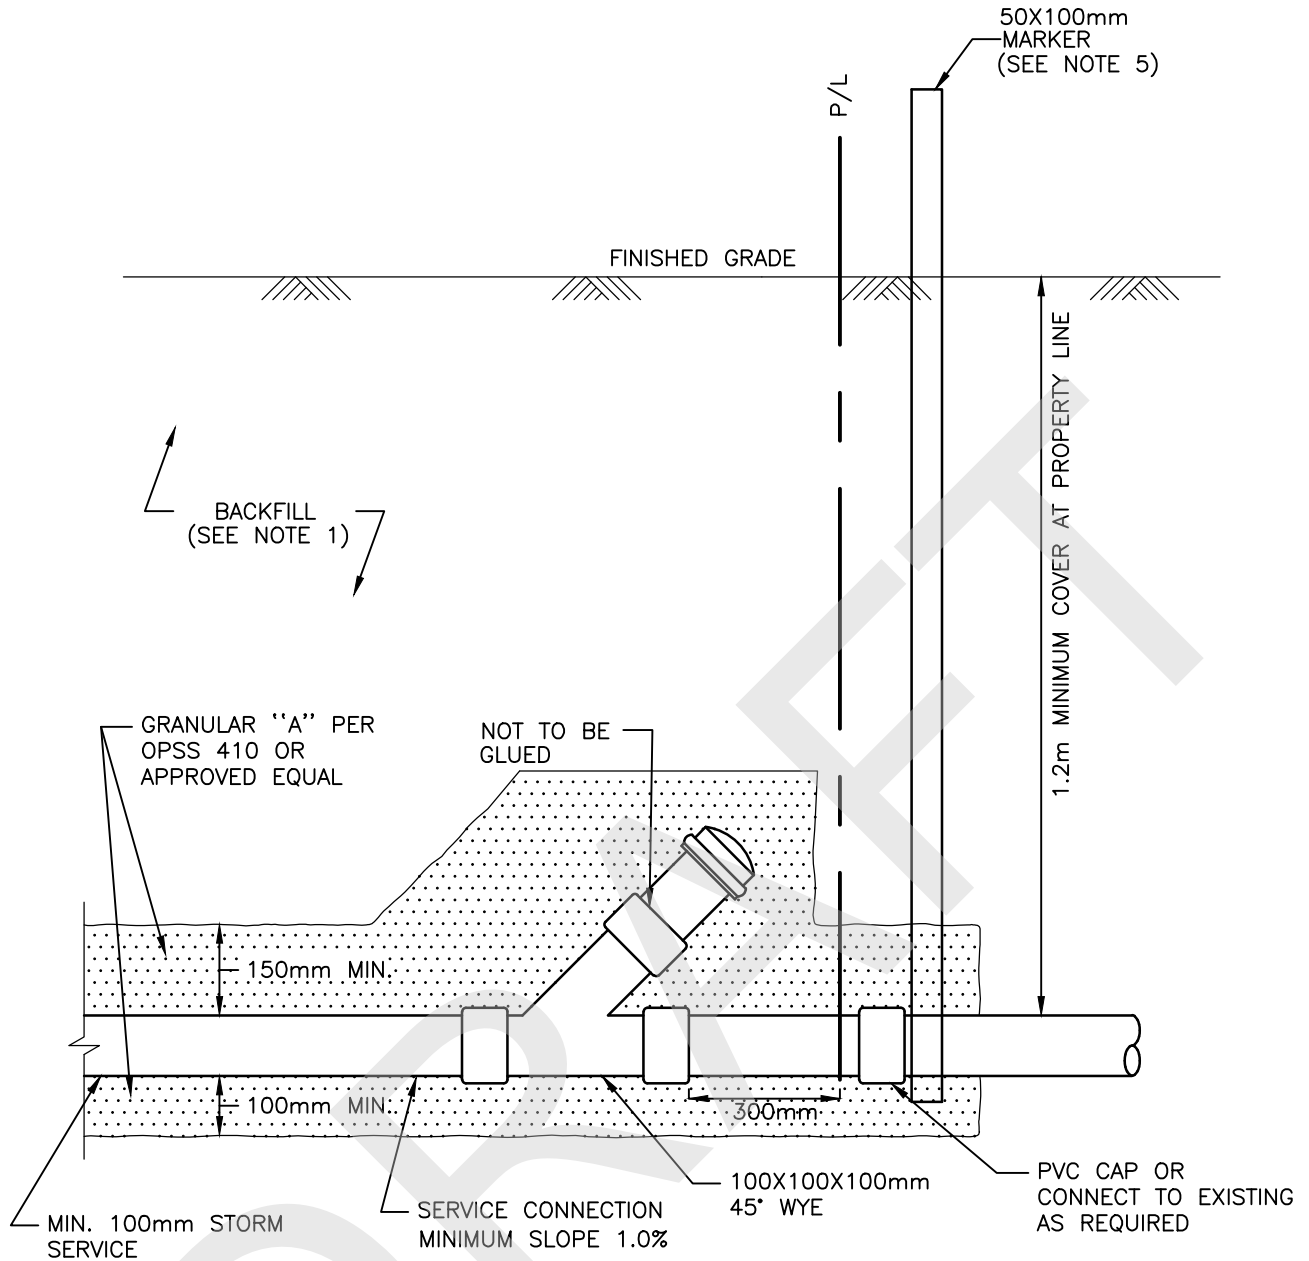 50X100mm
MARKER
(SEE NOTE 5)
P/L
FINISHED GRADE
1.2m MINIMUM COVER AT PROPERTY LINE
BACKFILL
(SEE NOTE 1)
GRANULAR ‘‘A’’ PER
OPSS 410 OR
APPROVED EQUAL
NOT TO BE
GLUED
150mm MIN.
100mm MIN.
300mm
100X100X100mm
45° WYE
PVC CAP OR
CONNECT TO EXISTING
AS REQUIRED
SERVICE CONNECTION
MINIMUM SLOPE 1.0%
MIN. 100mm STORM
SERVICE
DRAFT